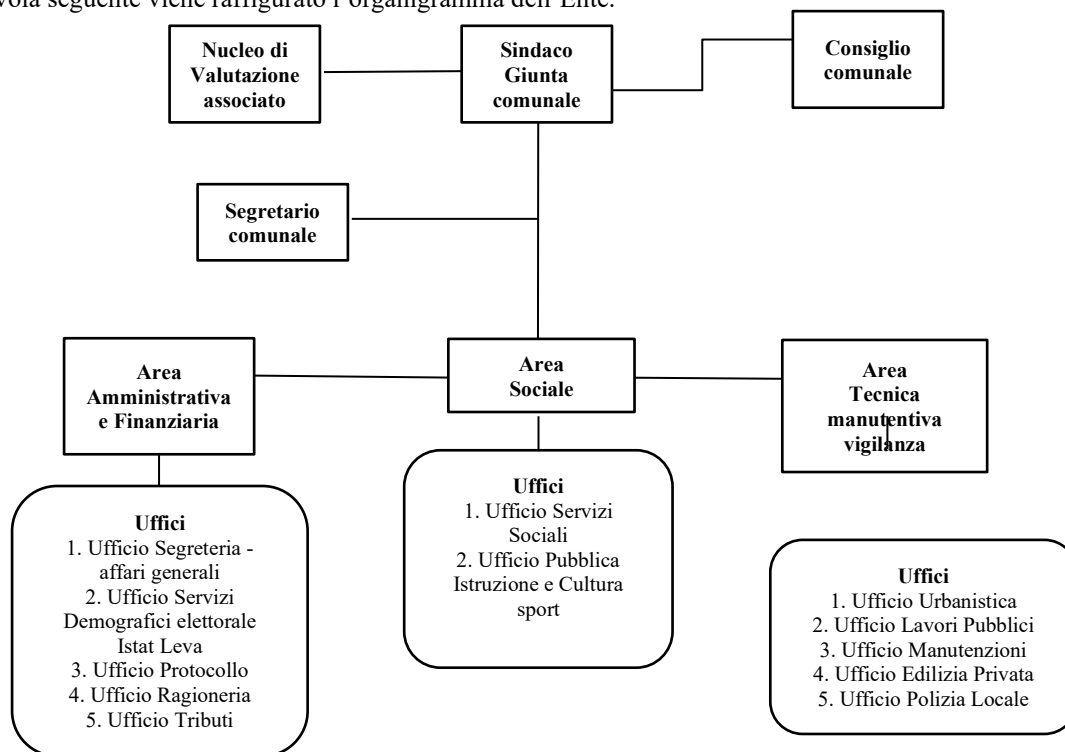 vola seguente viene raffigurato l'organigramma dell'Ente.
Nucleo di
Valutazione
associato
Sindaco
Giunta
comunale
Consiglio
comunale
Segretario
comunale
Area
Amministrativa
e Finanziaria
Area
Sociale
Area
Tecnica
manutentiva
vigilanza
Uffici
1. Ufficio Segreteria -
affari generali
2. Ufficio Servizi
Demografici elettorale
Istat Leva
3. Ufficio Protocollo
4. Ufficio Ragioneria
5. Ufficio Tributi
Uffici
1. Ufficio Servizi
Sociali
2. Ufficio Pubblica
Istruzione e Cultura
sport
Uffici
1. Ufficio Urbanistica
2. Ufficio Lavori Pubblici
3. Ufficio Manutenzioni
4. Ufficio Edilizia Privata
5. Ufficio Polizia Locale